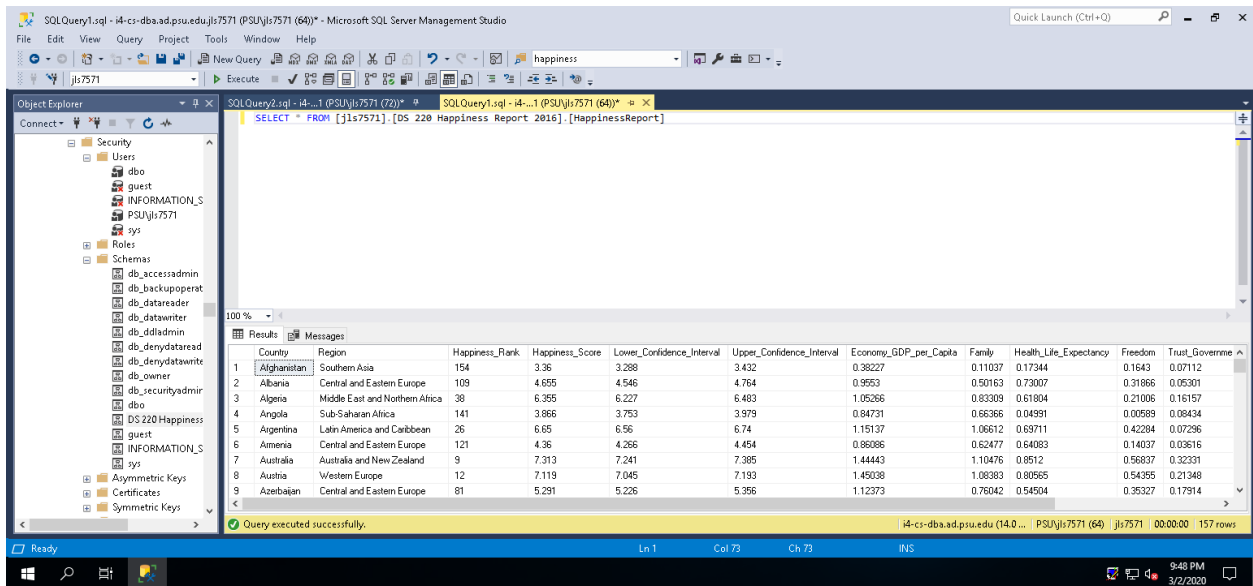 SQLQuery1.sql - i4-cs-dba.ad.psu.edu.jls7571 (PSU\jls7571 (64))* - Microsoft SQL Server Management Studio
Quick Launch (Ctrl+Q)
File Edit View Query Project Tools Window Help
New Query
happiness
jls7571
Execute
Object Explorer
SQLQuery2.sql - i4-...1 (PSU\jls7571 (72))*
SQLQuery1.sql - i4-...1 (PSU\jls7571 (64))*
Connect
SELECT * FROM [jls7571].[DS 220 Happiness Report 2016].[HappinessReport]
Security
Users
dbo
guest
INFORMATION_S
PSU\jls7571
sys
Roles
Schemas
db_accessadmin
db_backupoperat
db_datareader
db_datawriter
db_ddladmin
db_denydataread
db_denydatawrite
db_owner
db_securityadmir
dbo
DS 220 Happiness
guest
INFORMATION_S
sys
Asymmetric Keys
Certificates
Symmetric Keys
100 %
Results Messages
Country Region Happiness_Rank Happiness_Score Lower_Confidence_Interval Upper_Confidence_Interval Economy_GDP_per_Capita Family Health_Life_Expectancy Freedom Trust_Governme
1 Afghanistan Southern Asia 154 3.36 3.288 3.432 0.38227 0.11037 0.17344 0.1643 0.07112
2 Albania Central and Eastern Europe 109 4.655 4.546 4.764 0.9553 0.50163 0.73007 0.31866 0.05301
3 Algeria Middle East and Northern Africa 38 6.355 6.227 6.483 1.05266 0.83309 0.61804 0.21006 0.16157
4 Angola Sub-Saharan Africa 141 3.866 3.753 3.979 0.84731 0.66366 0.04991 0.00589 0.08434
5 Argentina Latin America and Caribbean 26 6.65 6.56 6.74 1.15137 1.06612 0.69711 0.42284 0.07296
6 Armenia Central and Eastern Europe 121 4.36 4.266 4.454 0.86086 0.62477 0.64083 0.14037 0.03616
7 Australia Australia and New Zealand 9 7.313 7.241 7.385 1.44443 1.10476 0.8512 0.56837 0.32331
8 Austria Western Europe 12 7.119 7.045 7.193 1.45038 1.08383 0.80565 0.54355 0.21348
9 Azerbaijan Central and Eastern Europe 81 5.291 5.226 5.356 1.12373 0.76042 0.54504 0.35327 0.17914
Query executed successfully.
i4-cs-dba.ad.psu.edu (14.0 ... PSU\jls7571 (64) jls7571 00:00:00 157 rows
Ready Ln 1 Col 73 Ch 73 INS
9:48 PM
3/2/2020